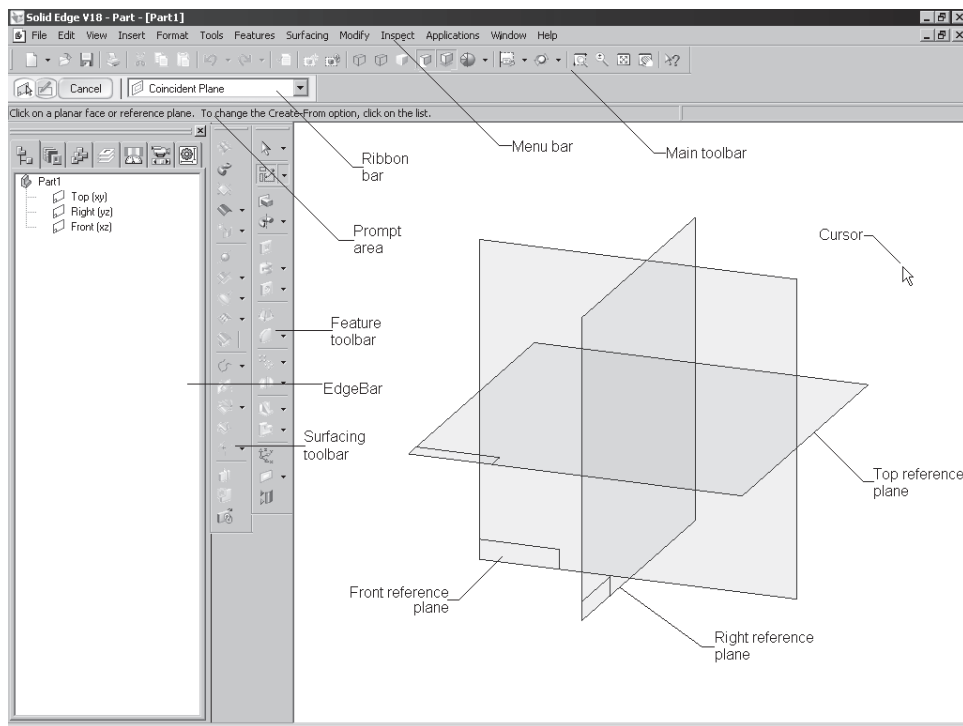 Solid Edge V18 - Part - [Part1]
File Edit View Insert Format Tools Features Surfacing Modify Inspect Applications Window Help
Cancel Coincident Plane
Click on a planar face or reference plane. To change the Create-From option, click on the list.
Part1
Top (xy)
Right (yz)
Front (xz)
Ribbon
bar
Menu bar
Main toolbar
Prompt
area
Cursor
Feature
toolbar
EdgeBar
Surfacing
toolbar
Top reference
plane
Front reference
plane
Right reference
plane